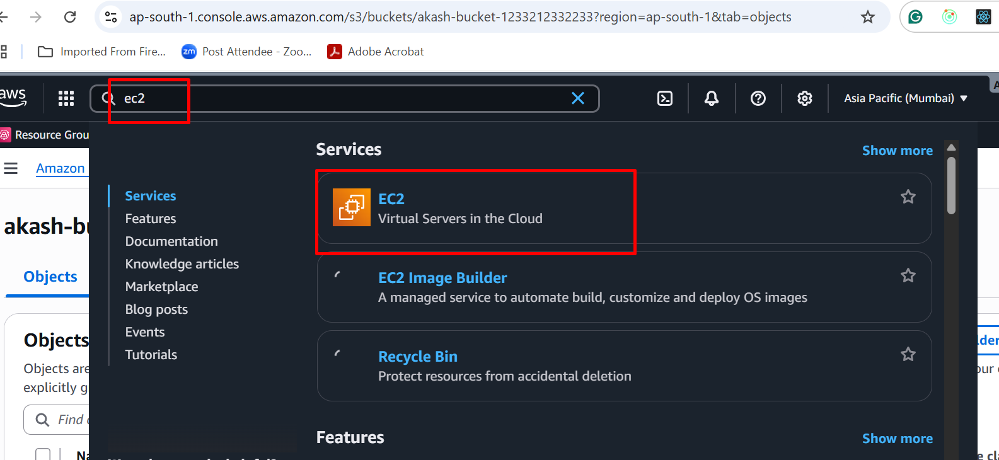 ap-south-1.console.aws.amazon.com/s3/buckets/akash-bucket-1233212332233?region=ap-south-1&tab=objects
Imported From Fire...
zm Post Attendee - Zoo...
Adobe Acrobat
aws
ec2
Asia Pacific (Mumbai)
Resource Grou
Amazon
akash-bu
Objects
Objects
Objects are
explicitly g
Find
Na
Services
Features
Documentation
Knowledge articles
Marketplace
Blog posts
Events
Tutorials
Services
Show more
EC2
Virtual Servers in the Cloud
EC2 Image Builder
A managed service to automate build, customize and deploy OS images
Recycle Bin
Protect resources from accidental deletion
Features
Show more
lder
our
e cla